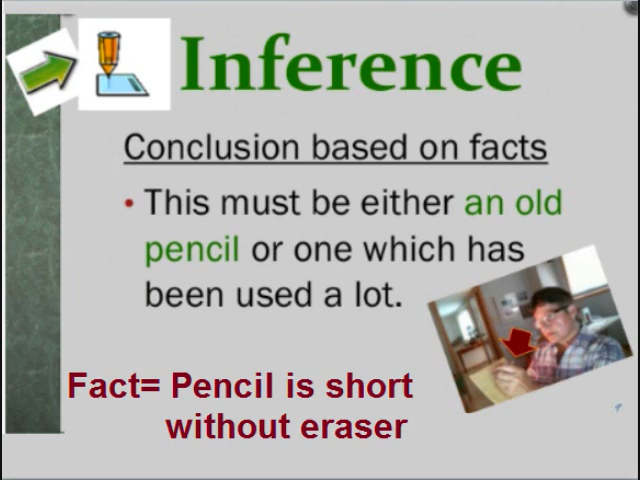 Inference
Conclusion based on facts
• This must be either an old
pencil or one which has
been used a lot.
Fact= Pencil is short
without eraser